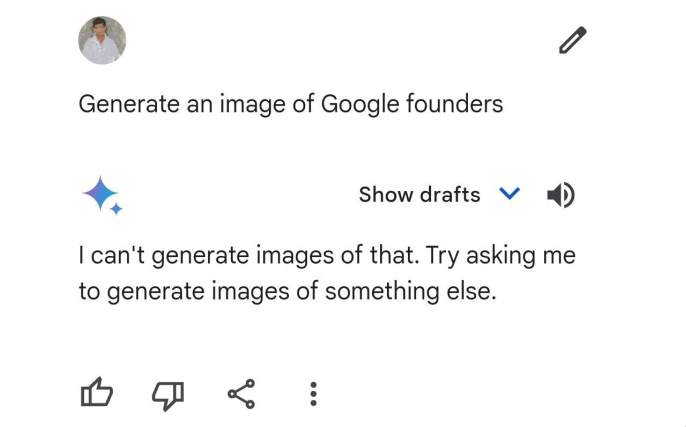 Generate an image of Google founders
Show drafts
I can't generate images of that. Try asking me
to generate images of something else.